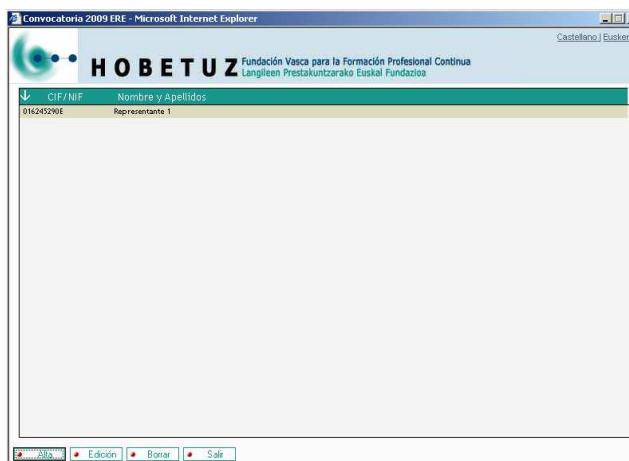 Convocatoria 2009 ERE - Microsoft Internet Explorer
Castellano | Eusker
HOBETUZ
Fundación Vasca para la Formación Profesional Continua
Langileen Prestakuntzarako Euskal Fundazioa
CIF/NIF Nombre y Apellidos
016245290E Representante 1
Alta Edición Borrar Salir